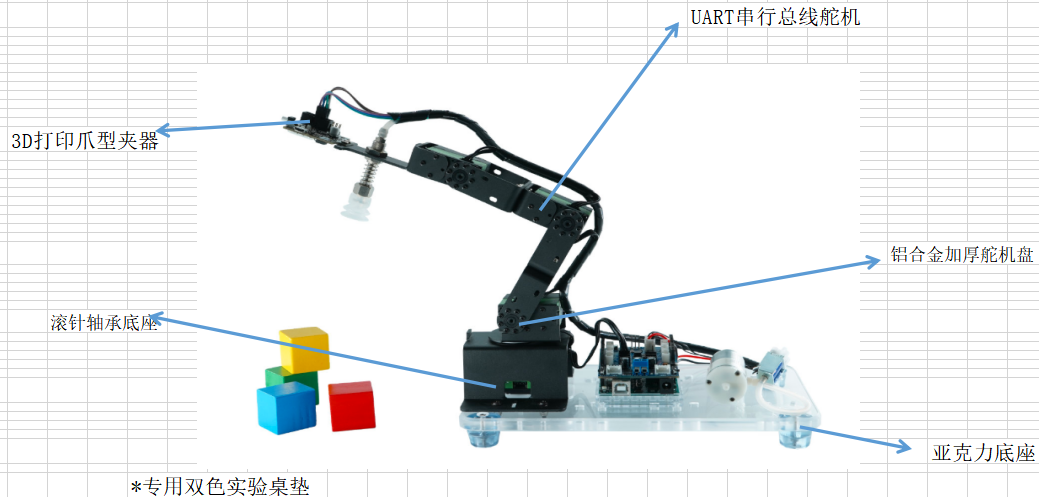 UART串行总线舵机
3D打印爪型夹器
铝合金加厚舵机盘
滚针轴承底座
亚克力底座
*专用双色实验桌垫